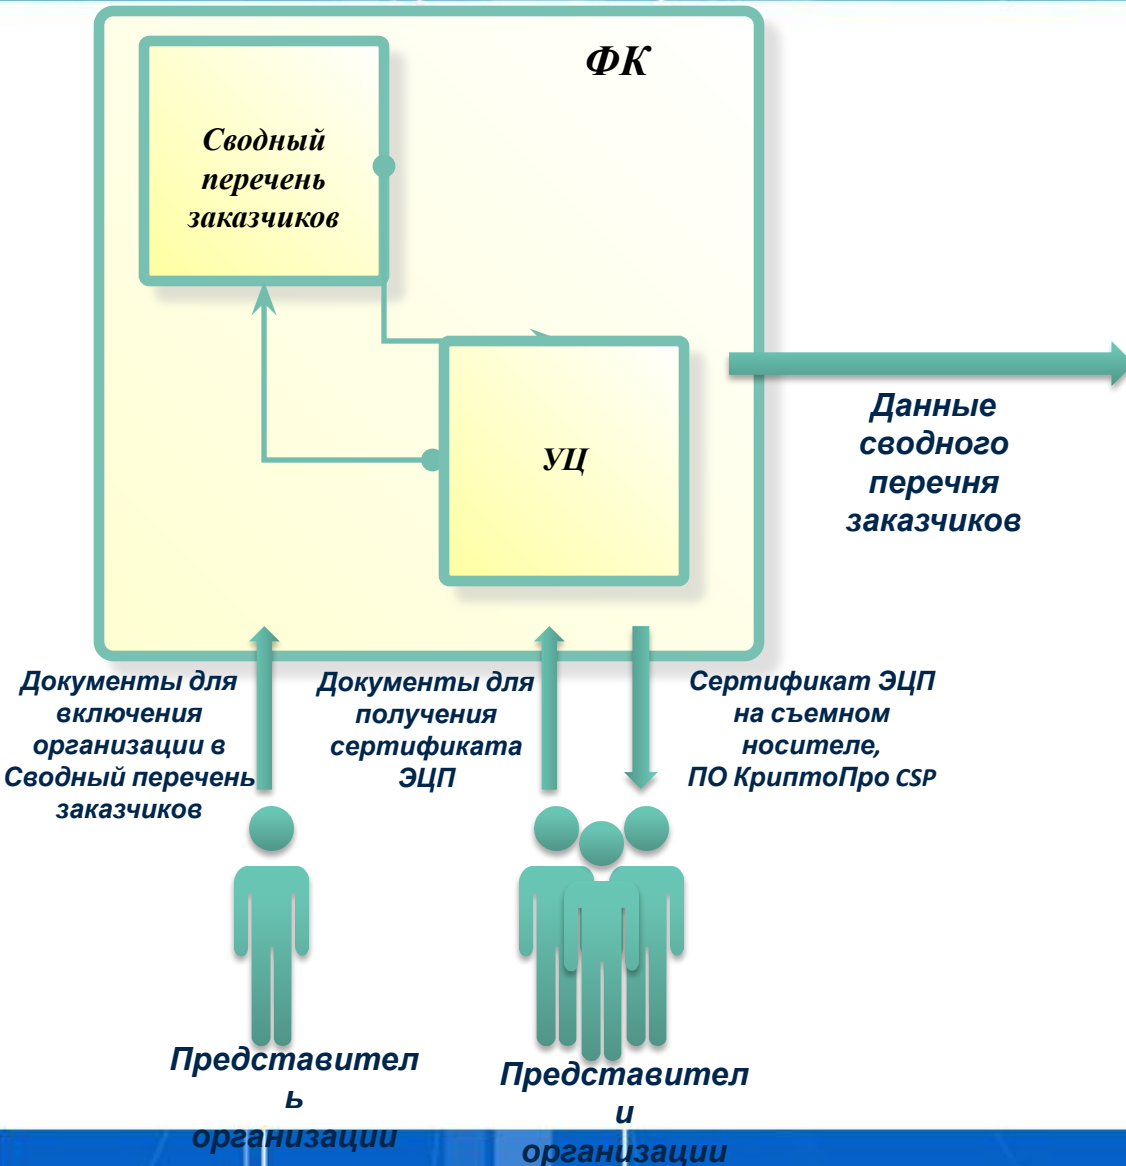 ФК
Сводный
перечень
заказчиков
УЦ
Данные
сводного
перечня
заказчиков
Документы для
включения
организации в
Сводный перечень
заказчиков
Документы для
получения
сертификата
ЭЦП
Сертификат ЭЦП
на съемном
носителе,
ПО КриптоПро CSP
Представител
ь
организации
Представител
и
организации